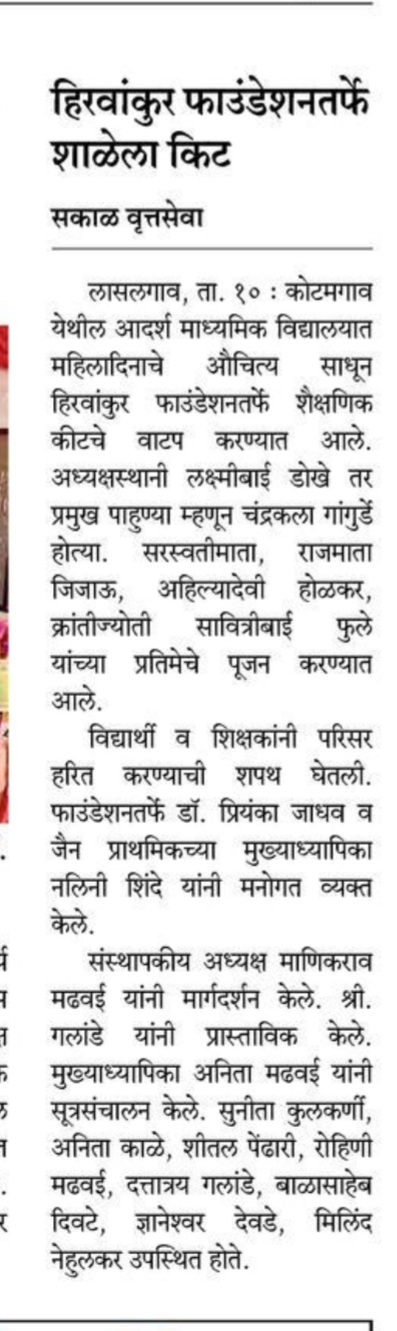 हिरवांकुर फाउंडेशनतर्फे
शाळेला किट
सकाळ वृत्तसेवा
लासलगाव, ता. १० : कोटमगाव
येथील आदर्श माध्यमिक विद्यालयात
महिलादिनाचे औचित्य साधून
हिरवांकुर फाउंडेशनतर्फे शैक्षणिक
कीटचे वाटप करण्यात आले.
अध्यक्षस्थानी लक्ष्मीबाई डोखे तर
प्रमुख पाहुण्या म्हणून चंद्रकला गांगुर्डे
होत्या. सरस्वतीमाता, राजमाता
जिजाऊ, अहिल्यादेवी होळकर,
क्रांतीज्योती सावित्रीबाई फुले
यांच्या प्रतिमेचे पूजन करण्यात
आले.
विद्यार्थी व शिक्षकांनी परिसर
हरित करण्याची शपथ घेतली.
फाउंडेशनतर्फे डॉ. प्रियंका जाधव व
जैन प्राथमिकच्या मुख्याध्यापिका
नलिनी शिंदे यांनी मनोगत व्यक्त
केले.
संस्थापकीय अध्यक्ष माणिकराव
मढवई यांनी मार्गदर्शन केले. श्री.
गलांडे यांनी प्रास्ताविक केले.
मुख्याध्यापिका अनिता मढवई यांनी
सूत्रसंचालन केले. सुनीता कुलकर्णी,
अनिता काळे, शीतल पेंढारी, रोहिणी
मढवई, दत्तात्रय गलांडे, बाळासाहेब
दिवटे, ज्ञानेश्वर देवडे, मिलिंद
नेहुलकर उपस्थित होते.